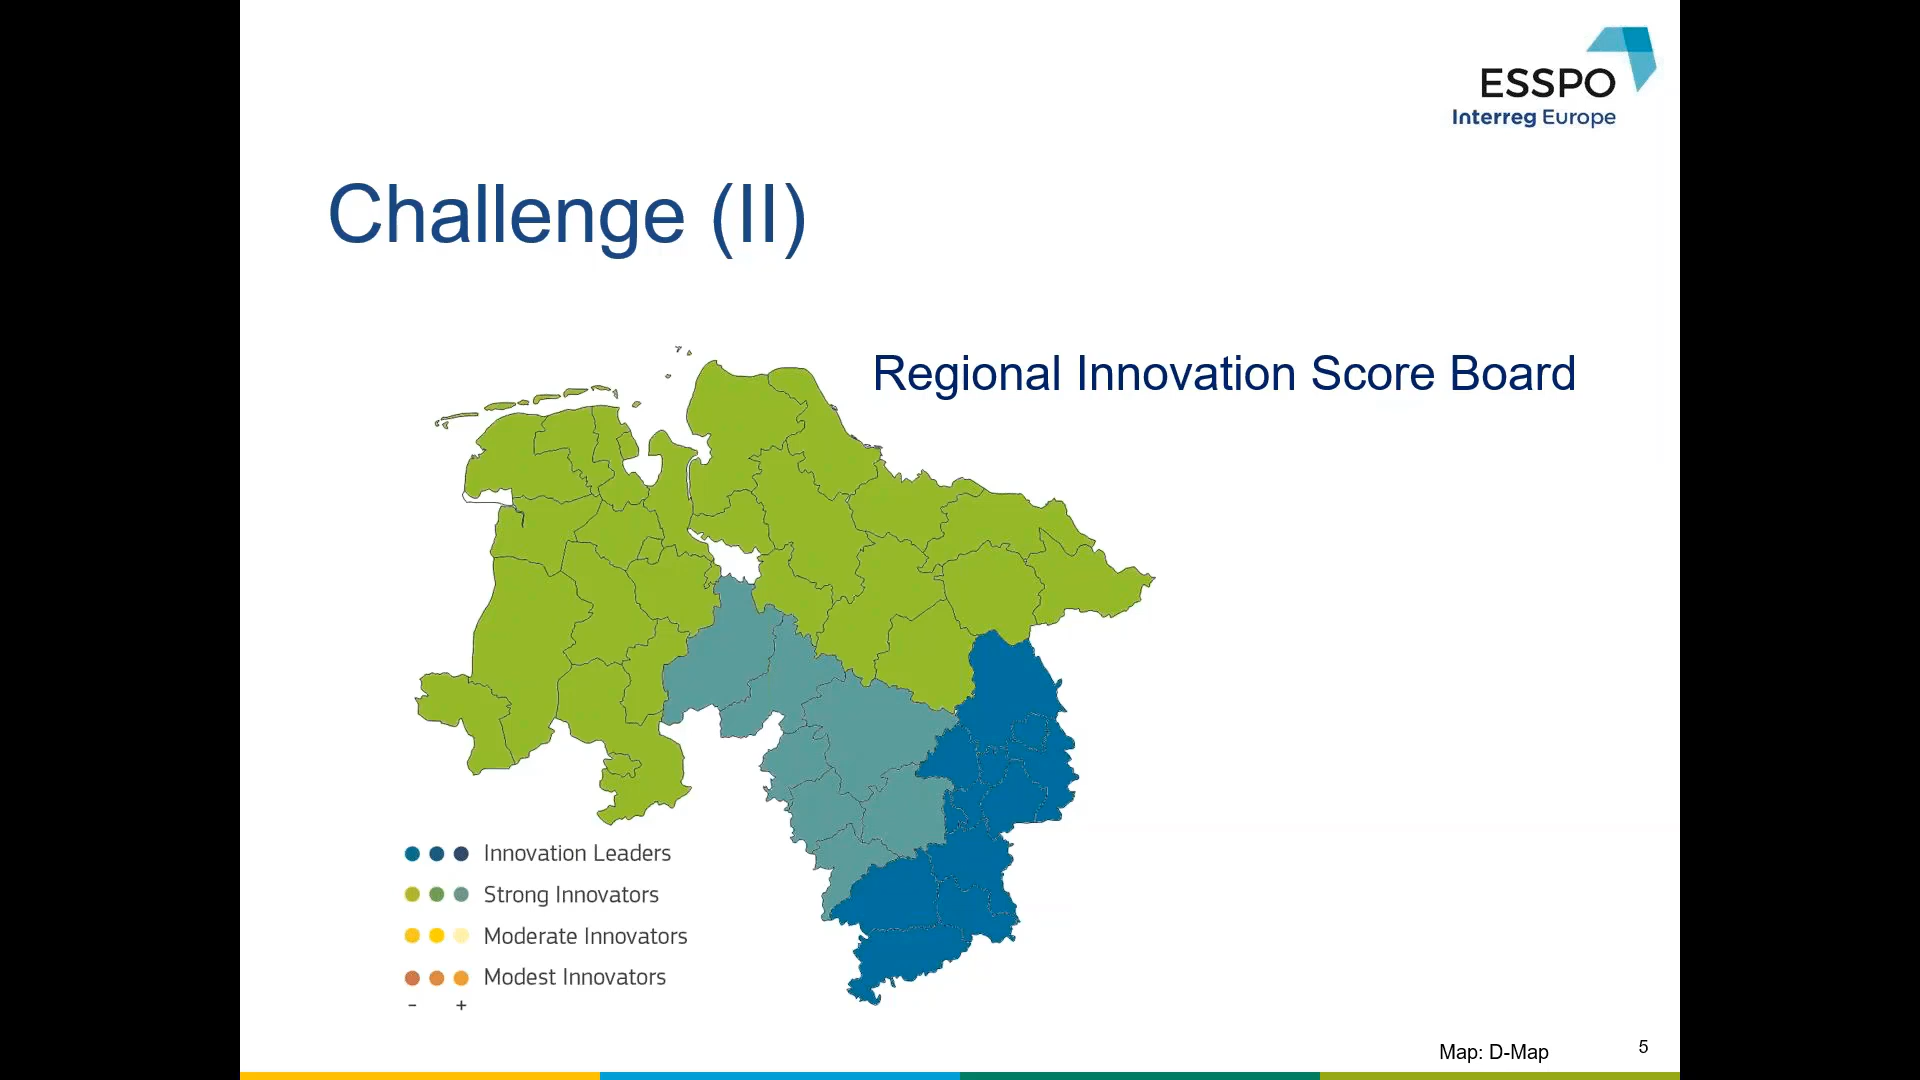 ESSPO
Interreg Europe
Challenge (II)
Regional Innovation Score Board
Innovation Leaders
Strong Innovators
Moderate Innovators
Modest Innovators
- +
Map: D-Map
5